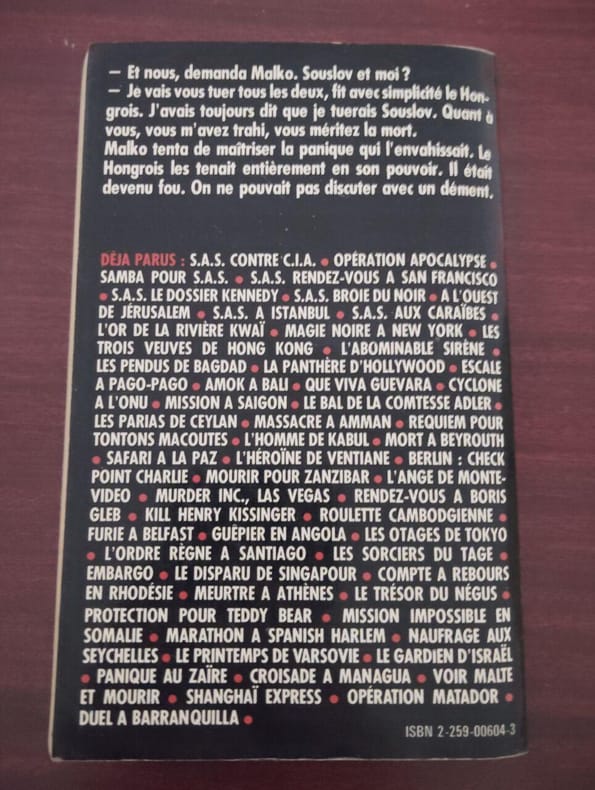 – Et nous, demanda Malko. Souslov et moi ?
– Je vais vous tuer tous les deux, fit avec simplicité le Hon-
grois. J'avais toujours dit que je tuerais Souslov. Quant à
vous, vous m'avez trahi, vous méritez la mort.
Malko tenta de maîtriser la panique qui l'envahissait. Le
Hongrois les tenait entièrement en son pouvoir. Il était
devenu fou. On ne pouvait pas discuter avec un dément.
DÉJA PARUS : S.A.S. CONTRE C.I.A. • OPÉRATION APOCALYPSE •
SAMBA POUR S.A.S. • S.A.S. RENDEZ-VOUS A SAN FRANCISCO
• S.A.S. LE DOSSIER KENNEDY • S.A.S. BROIE DU NOIR • A L'OUEST
DE JÉRUSALEM • S.A.S. A ISTANBUL • S.A.S. AUX CARAÏBES •
L'OR DE LA RIVIÈRE KWAÏ • MAGIE NOIRE A NEW YORK • LES
TROIS VEUVES DE HONG KONG • L'ABOMINABLE SIRÈNE •
LES PENDUS DE BAGDAD • LA PANTHÈRE D'HOLLYWOOD • ESCALE
A PAGO-PAGO • AMOK A BALI • QUE VIVA GUEVARA • CYCLONE
A L'ONU • MISSION A SAIGON • LE BAL DE LA COMTESSE ADLER •
LES PARIAS DE CEYLAN • MASSACRE A AMMAN • REQUIEM POUR
TONTONS MACOUTES • L'HOMME DE KABUL • MORT A BEYROUTH
• SAFARI A LA PAZ • L'HÉROÏNE DE VENTIANE • BERLIN : CHECK
POINT CHARLIE • MOURIR POUR ZANZIBAR • L'ANGE DE MONTE-
VIDEO • MURDER INC., LAS VEGAS • RENDEZ-VOUS A BORIS
GLEB • KILL HENRY KISSINGER • ROULETTE CAMBODGIENNE •
FURIE A BELFAST • GUÊPIER EN ANGOLA • LES OTAGES DE TOKYO
• L'ORDRE RÈGNE A SANTIAGO • LES SORCIERS DU TAGE •
EMBARGO • LE DISPARU DE SINGAPOUR • COMPTE A REBOURS
EN RHODÉSIE • MEURTRE A ATHÈNES • LE TRÉSOR DU NÉGUS •
PROTECTION POUR TEDDY BEAR • MISSION IMPOSSIBLE EN
SOMALIE • MARATHON A SPANISH HARLEM • NAUFRAGE AUX
SEYCHELLES • LE PRINTEMPS DE VARSOVIE • LE GARDIEN D'ISRAËL
• PANIQUE AU ZAÏRE • CROISADE A MANAGUA • VOIR MALTE
ET MOURIR • SHANGHAÏ EXPRESS • OPÉRATION MATADOR •
DUEL A BARRANQUILLA •
ISBN 2-259-00604-3